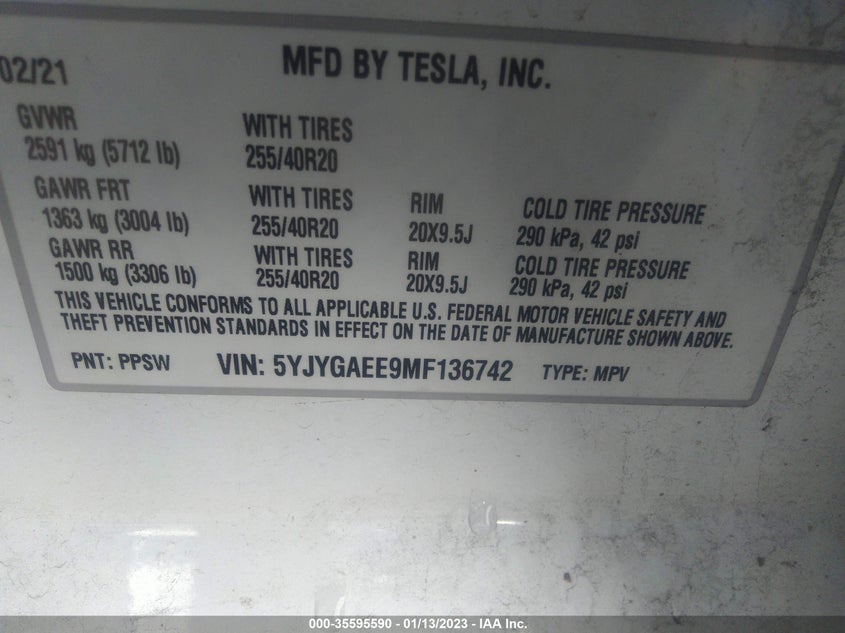 02/21 MFD BY TESLA, INC.
GVWR
2591 kg (5712 lb) WITH TIRES 255/40R20
GAWR FRT
1363 kg (3004 lb) WITH TIRES 255/40R20 RIM 20X9.5J COLD TIRE PRESSURE 290 kPa, 42 psi
GAWR RR
1500 kg (3306 lb) WITH TIRES 255/40R20 RIM 20X9.5J COLD TIRE PRESSURE 290 kPa, 42 psi
THIS VEHICLE CONFORMS TO ALL APPLICABLE U.S. FEDERAL MOTOR VEHICLE SAFETY AND
THEFT PREVENTION STANDARDS IN EFFECT ON THE DATE OF MANUFACTURE SHOWN ABOVE.
PNT: PPSW VIN: 5YJYGAEE9MF136742 TYPE: MPV
000-35595590 - 01/13/2023 - IAA Inc.